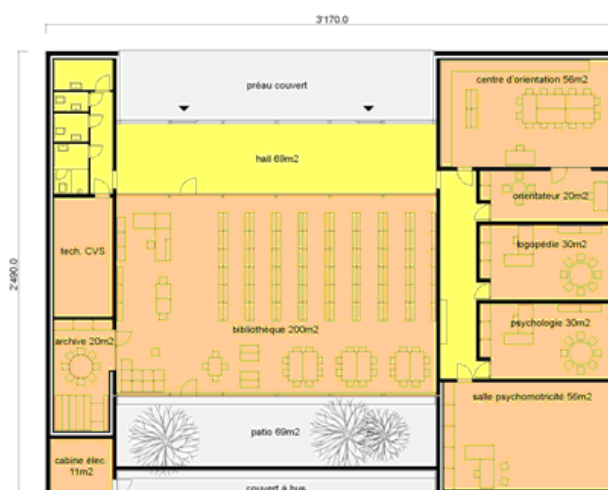 3'170.0
préau couvert
centre d'orientation 56m2
hall 69m2
orientateur 20m2
tech. CVS
logopédie 30m2
2'490.0
bibliothèque 200m2
psychologie 30m2
archive 20m2
salle psychomotricité 56m2
patio 69m2
cabine élec.
11m2
couvert à bus